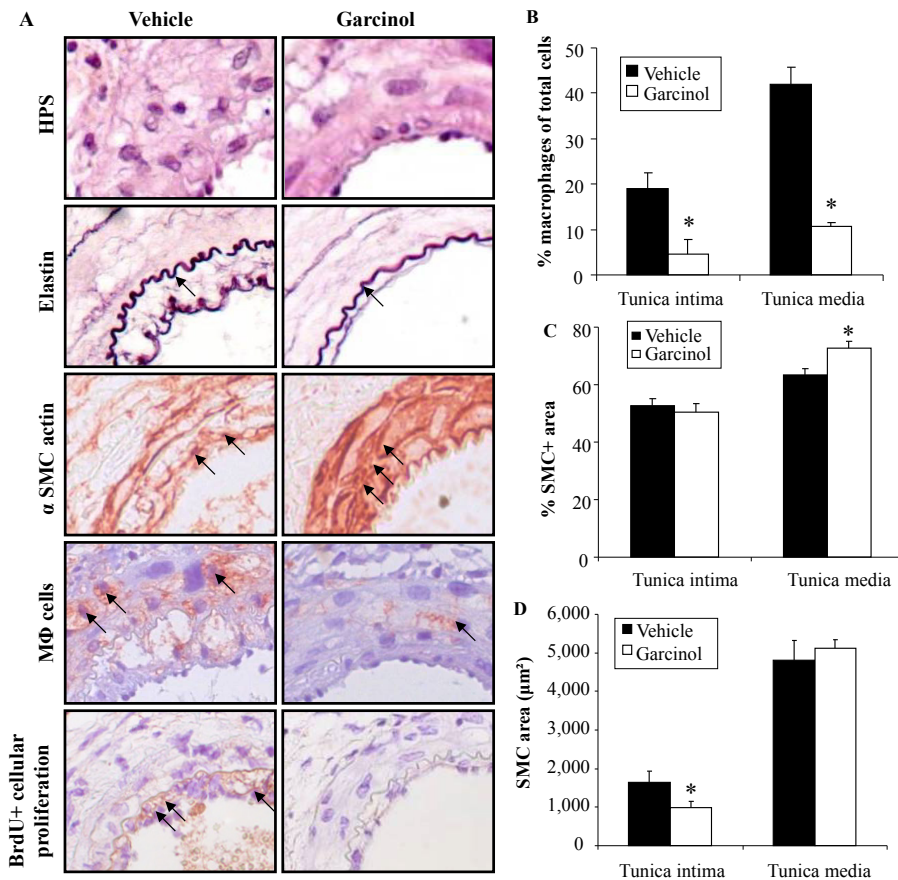 A
Vehicle
Garcinol
HPS
Elastin
α SMC actin
MΦ cells
BrdU+ cellular
proliferation
B
% macrophages of total cells
40
30
20
10
0
Vehicle
Garcinol
*
*
Tunica intima
Tunica media
C
% SMC+ area
80
60
40
20
0
Vehicle
Garcinol
*
Tunica intima
Tunica media
D
SMC area (µm²)
6,000
5,000
4,000
3,000
2,000
1,000
0
Vehicle
Garcinol
*
Tunica intima
Tunica media